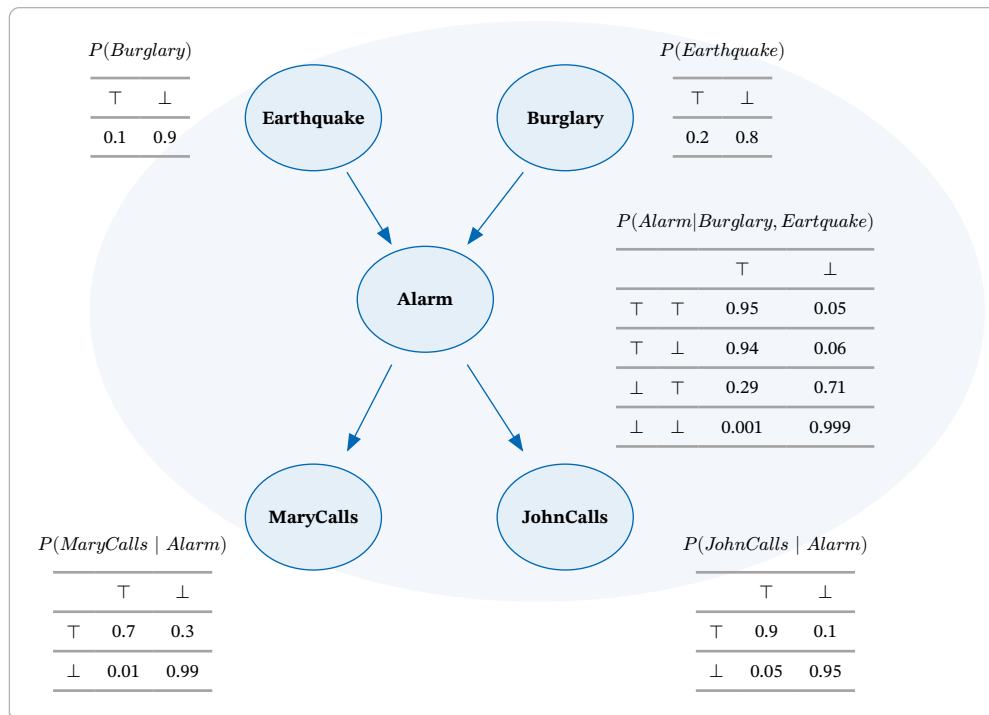 P(Burglary)
⊤ ⊥
0.1 0.9
P(Earthquake)
⊤ ⊥
0.2 0.8
Earthquake
Burglary
P(Alarm|Burglary, Eartquake)
⊤ ⊥
⊤ ⊤ 0.95 0.05
⊤ ⊥ 0.94 0.06
⊥ ⊤ 0.29 0.71
⊥ ⊥ 0.001 0.999
Alarm
MaryCalls
JohnCalls
P(MaryCalls | Alarm)
⊤ ⊥
⊤ 0.7 0.3
⊥ 0.01 0.99
P(JohnCalls | Alarm)
⊤ ⊥
⊤ 0.9 0.1
⊥ 0.05 0.95